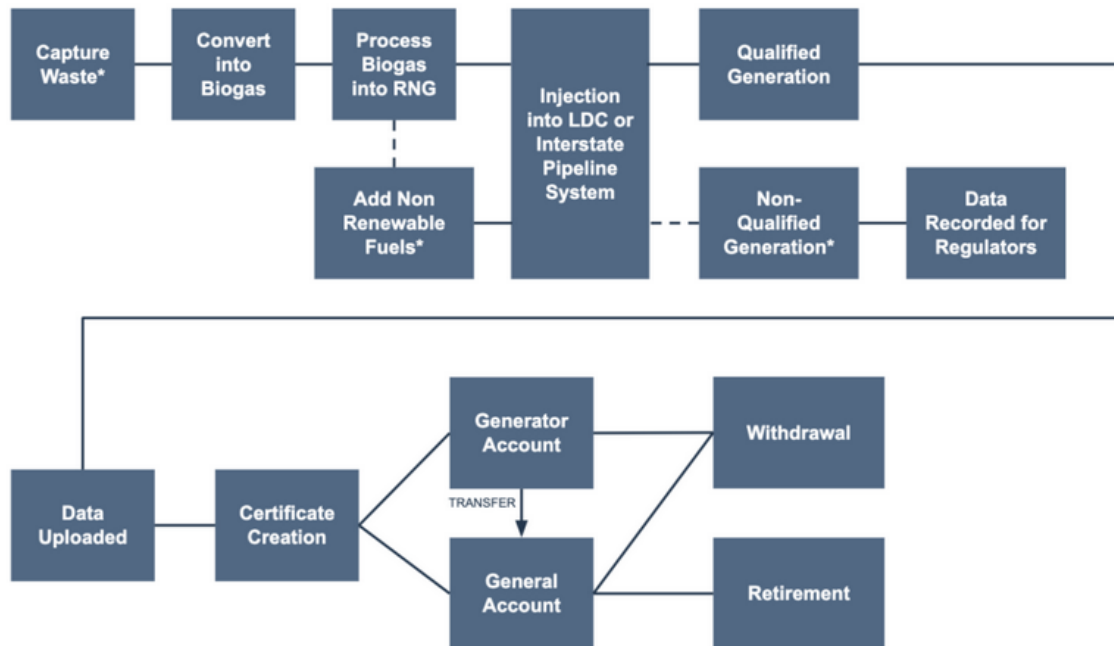 Capture
Waste*
Convert
into
Biogas
Process
Biogas
into RNG
Injection
into LDC or
Interstate
Pipeline
System
Qualified
Generation
Add Non
Renewable
Fuels*
Non-
Qualified
Generation*
Data
Recorded for
Regulators
Data
Uploaded
Certificate
Creation
Generator
Account
TRANSFER
General
Account
Withdrawal
Retirement